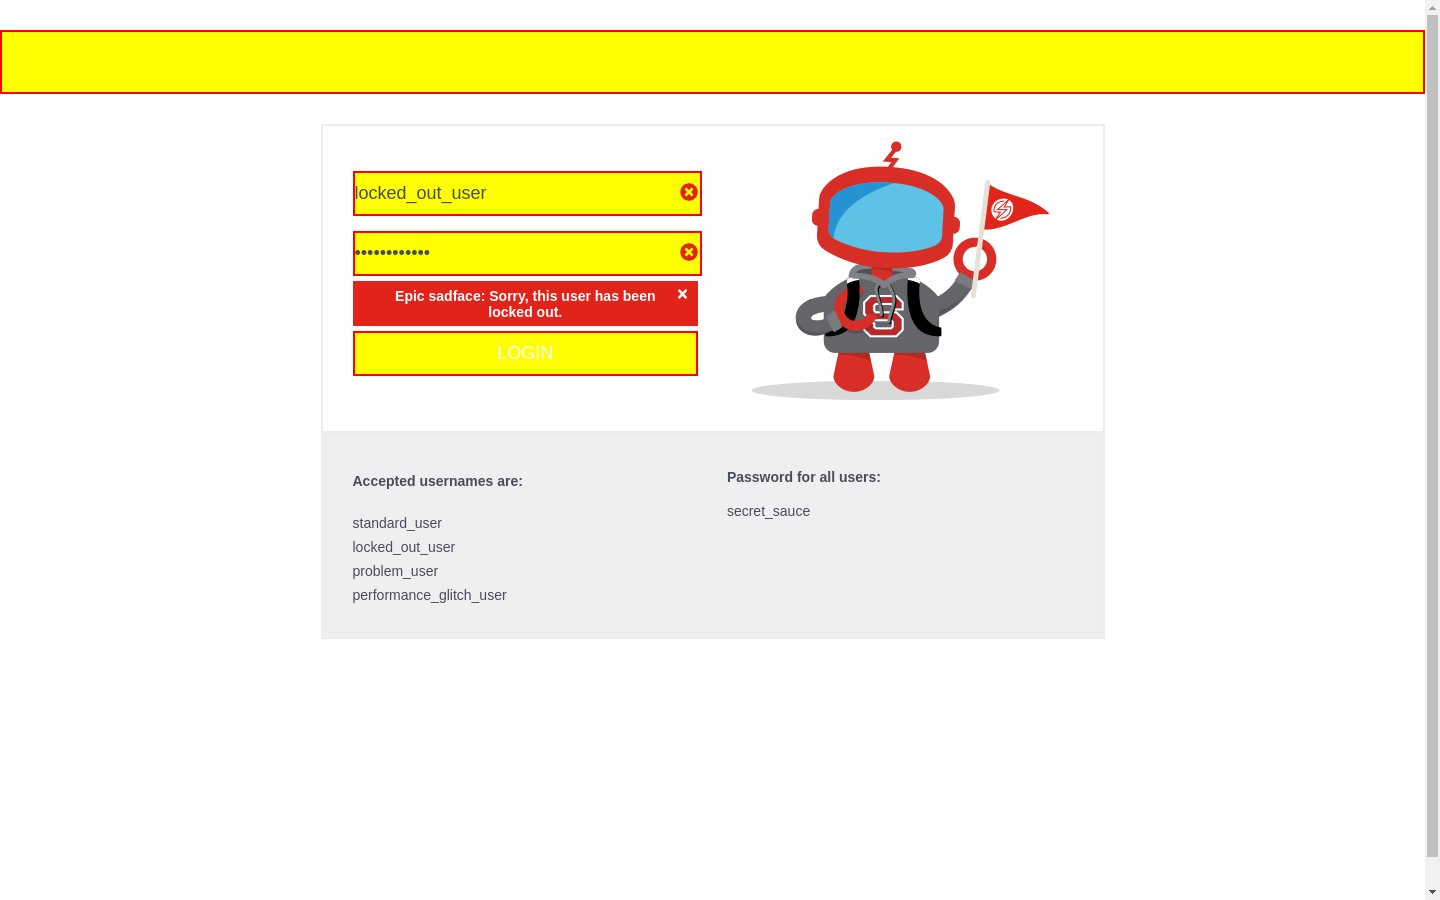 locked_out_user
••••••••••••
Epic sadface: Sorry, this user has been
locked out.
LOGIN
Accepted usernames are:
standard_user
locked_out_user
problem_user
performance_glitch_user
Password for all users:
secret_sauce